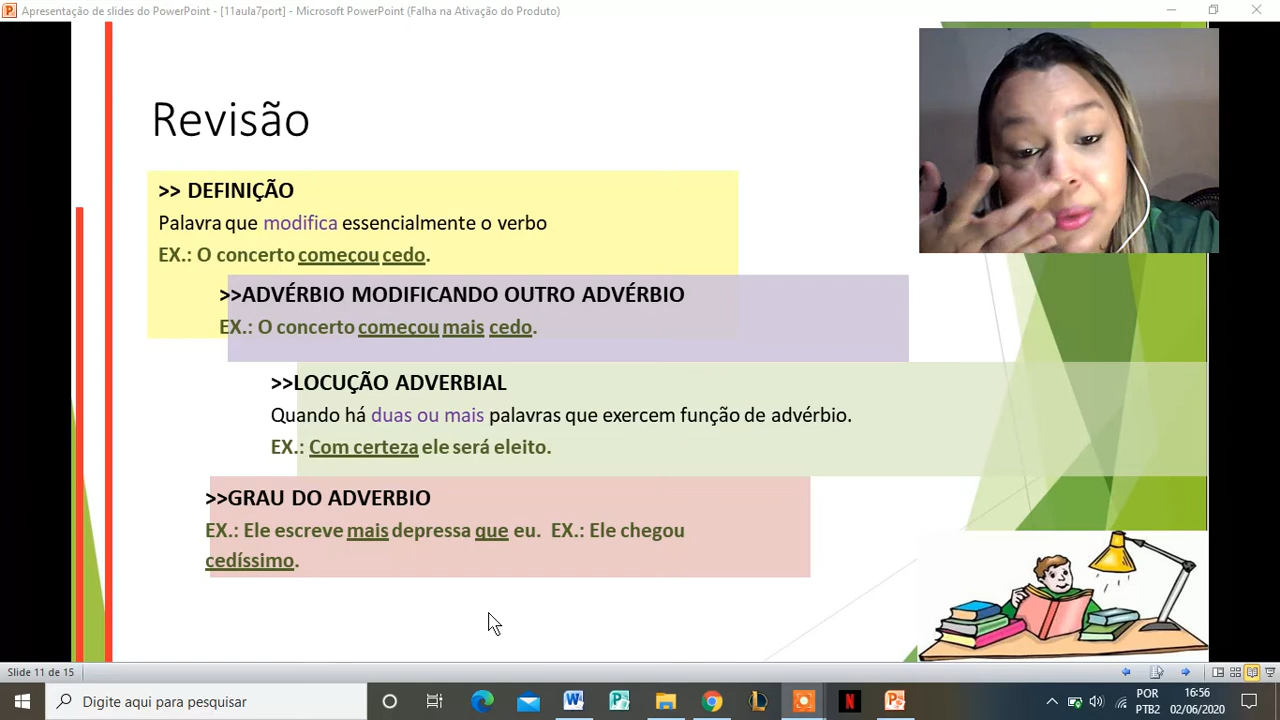 Apresentação de slides do PowerPoint - [11aula7port] - Microsoft PowerPoint (Falha na Ativação do Produto)
Revisão
>> DEFINIÇÃO
Palavra que modifica essencialmente o verbo
EX.: O concerto começou cedo.
>>ADVÉRBIO MODIFICANDO OUTRO ADVÉRBIO
EX.: O concerto começou mais cedo.
>>LOCUÇÃO ADVERBIAL
Quando há duas ou mais palavras que exercem função de advérbio.
EX.: Com certeza ele será eleito.
>>GRAU DO ADVERBIO
EX.: Ele escreve mais depressa que eu. EX.: Ele chegou
cedíssimo.
Slide 11 de 15
Digite aqui para pesquisar
POR
PTB2
16:56
02/06/2020